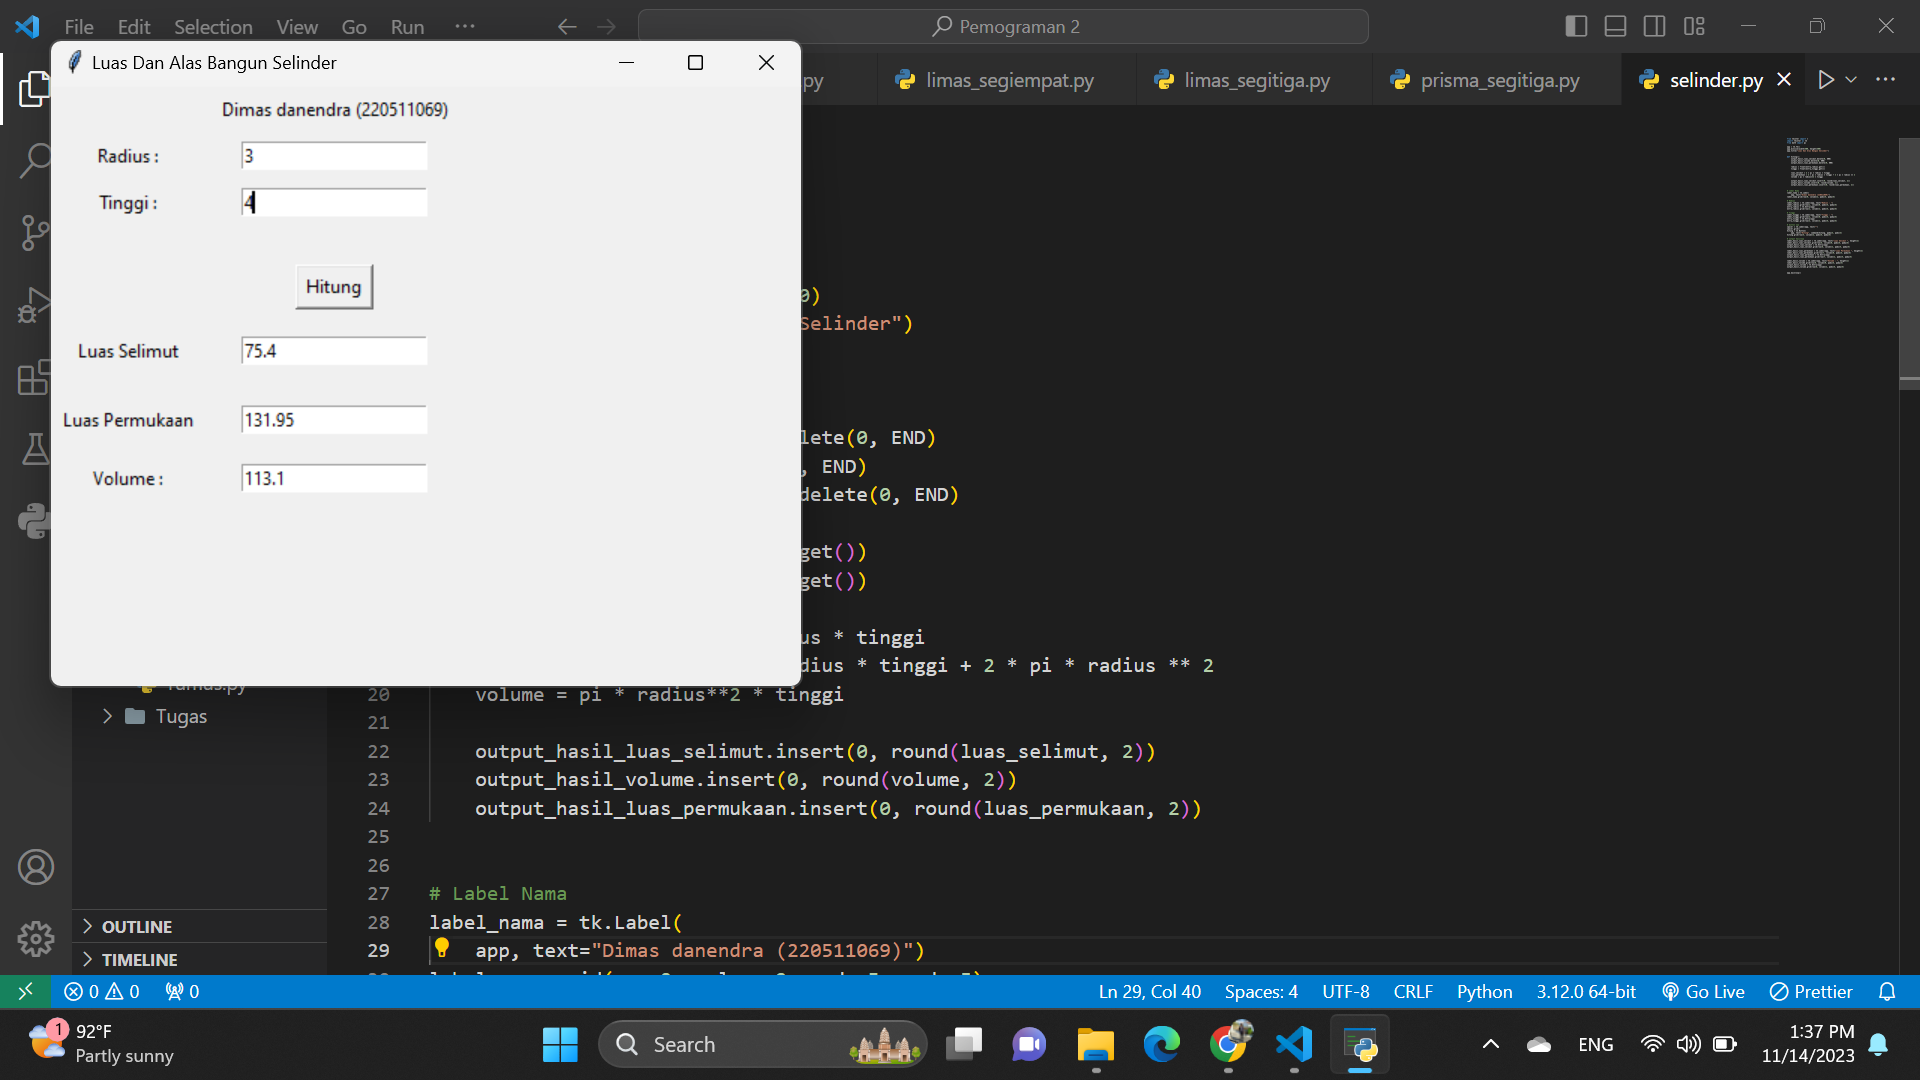 File Edit Selection View Go Run ···
Pemograman 2
Luas Dan Alas Bangun Selinder
py
limas_segiempat.py
limas_segitiga.py
prisma_segitiga.py
selinder.py
Dimas danendra (220511069)
Radius :
3
Tinggi :
4
Hitung
Luas Selimut
75.4
Luas Permukaan
131.95
Volume :
113.1
0)
Selinder")
lete(0, END)
, END)
delete(0, END)
get())
get())
us * tinggi
dius * tinggi + 2 * pi * radius ** 2
20 volume = pi * radius**2 * tinggi
21
22 output_hasil_luas_selimut.insert(0, round(luas_selimut, 2))
23 output_hasil_volume.insert(0, round(volume, 2))
24 output_hasil_luas_permukaan.insert(0, round(luas_permukaan, 2))
25
26
27 # Label Nama
28 label_nama = tk.Label(
29 app, text="Dimas danendra (220511069)")
Tugas
OUTLINE
TIMELINE
0 0 0
Ln 29, Col 40 Spaces: 4 UTF-8 CRLF Python 3.12.0 64-bit Go Live Prettier
1
92°F
Partly sunny
Search
ENG
1:37 PM
11/14/2023